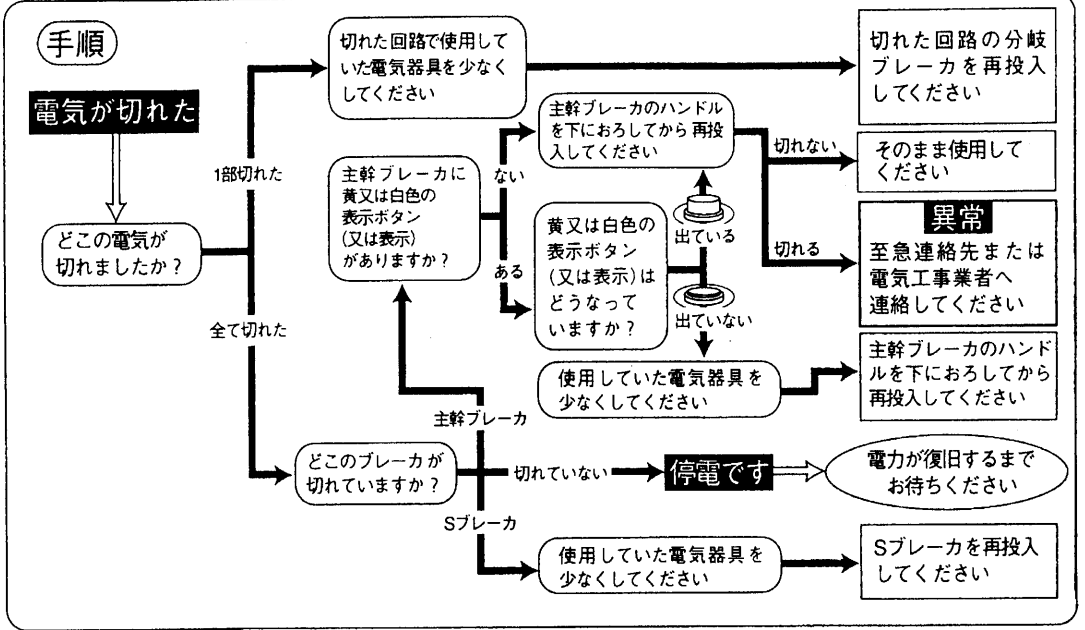 手順
電気が切れた
どこの電気が
切れましたか？
1部切れた
全て切れた
切れた回路で使用して
いた電気器具を少なく
してください
切れた回路の分岐
ブレーカを再投入
してください
主幹ブレーカに
黄又は白色の
表示ボタン
(又は表示)
がありますか？
ない
ある
主幹ブレーカのハンドル
を下におろしてから再投
入してください
黄又は白色の
表示ボタン
(又は表示)は
どうなって
いますか？
出ている
出ていない
切れない
切れる
そのまま使用して
ください
異常
至急連絡先または
電気工事業者へ
連絡してください
使用していた電気器具を
少なくしてください
主幹ブレーカのハンド
ルを下におろしてから
再投入してください
どこのブレーカが
切れていますか？
主幹ブレーカ
切れていない
Sブレーカ
停電です
電力が復旧するまで
お待ちください
使用していた電気器具を
少なくしてください
Sブレーカを再投入
してください